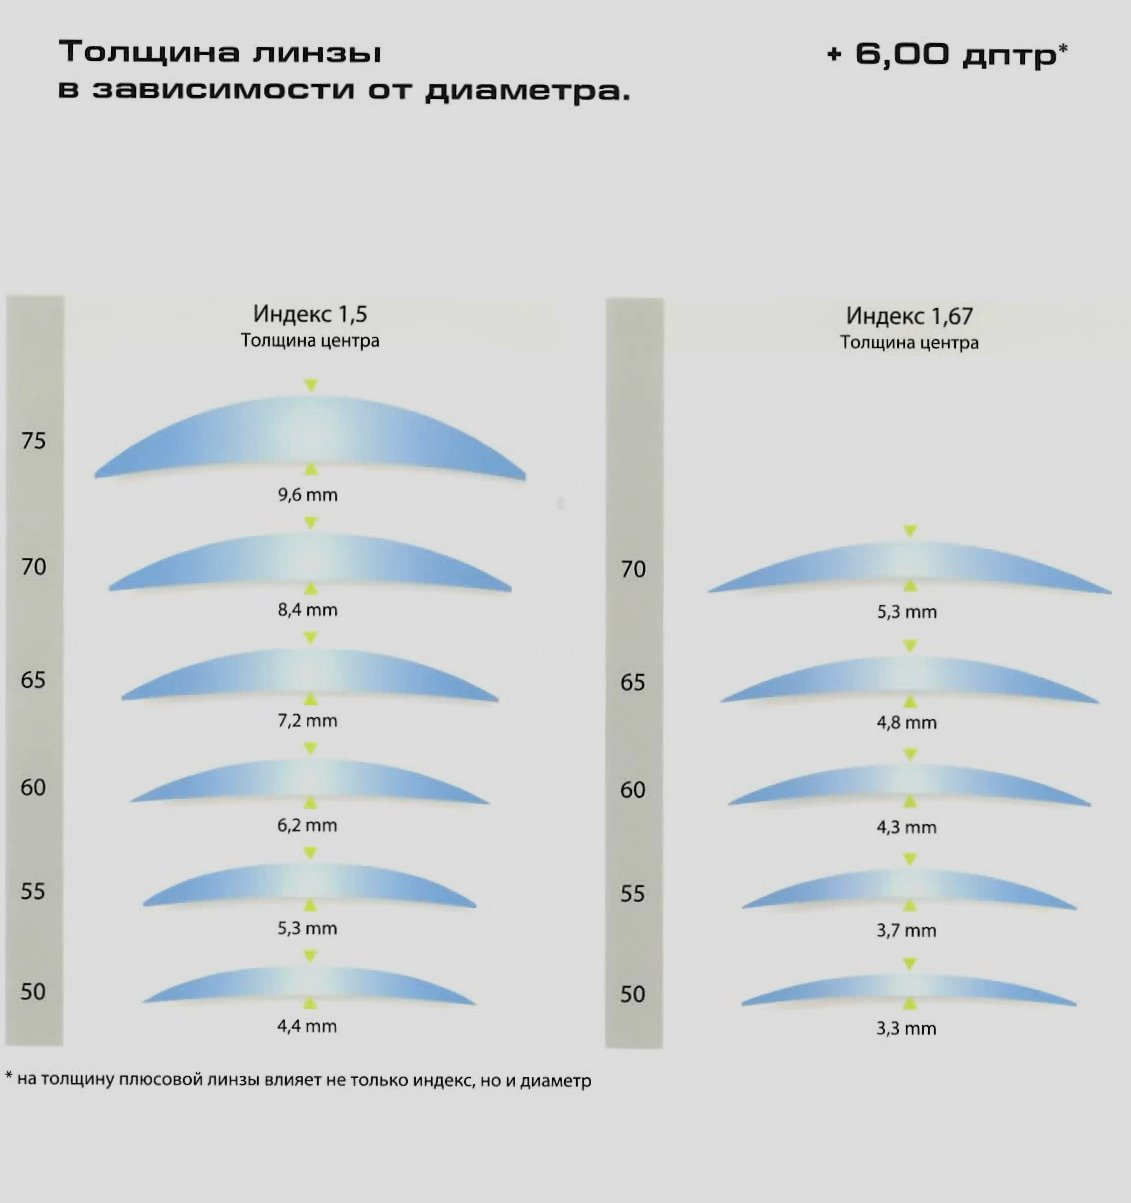 Толщина линзы
в зависимости от диаметра.
+ 6,00 дптр*
Индекс 1,5
Толщина центра
75
9,6 mm
70
8,4 mm
65
7,2 mm
60
6,2 mm
55
5,3 mm
50
4,4 mm
Индекс 1,67
Толщина центра
70
5,3 mm
65
4,8 mm
60
4,3 mm
55
3,7 mm
50
3,3 mm
* на толщину плюсовой линзы влияет не только индекс, но и диаметр